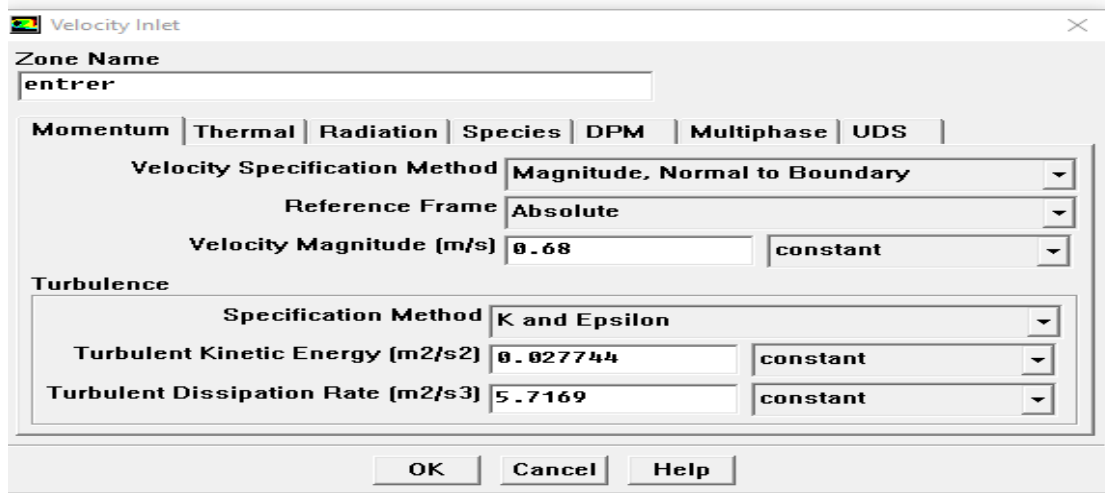 Velocity Inlet
Zone Name
entrer
Momentum Thermal Radiation Species DPM Multiphase UDS
Velocity Specification Method Magnitude, Normal to Boundary
Reference Frame Absolute
Velocity Magnitude (m/s) 0.68 constant
Turbulence
Specification Method K and Epsilon
Turbulent Kinetic Energy (m2/s2) 0.027744 constant
Turbulent Dissipation Rate (m2/s3) 5.7169 constant
OK Cancel Help